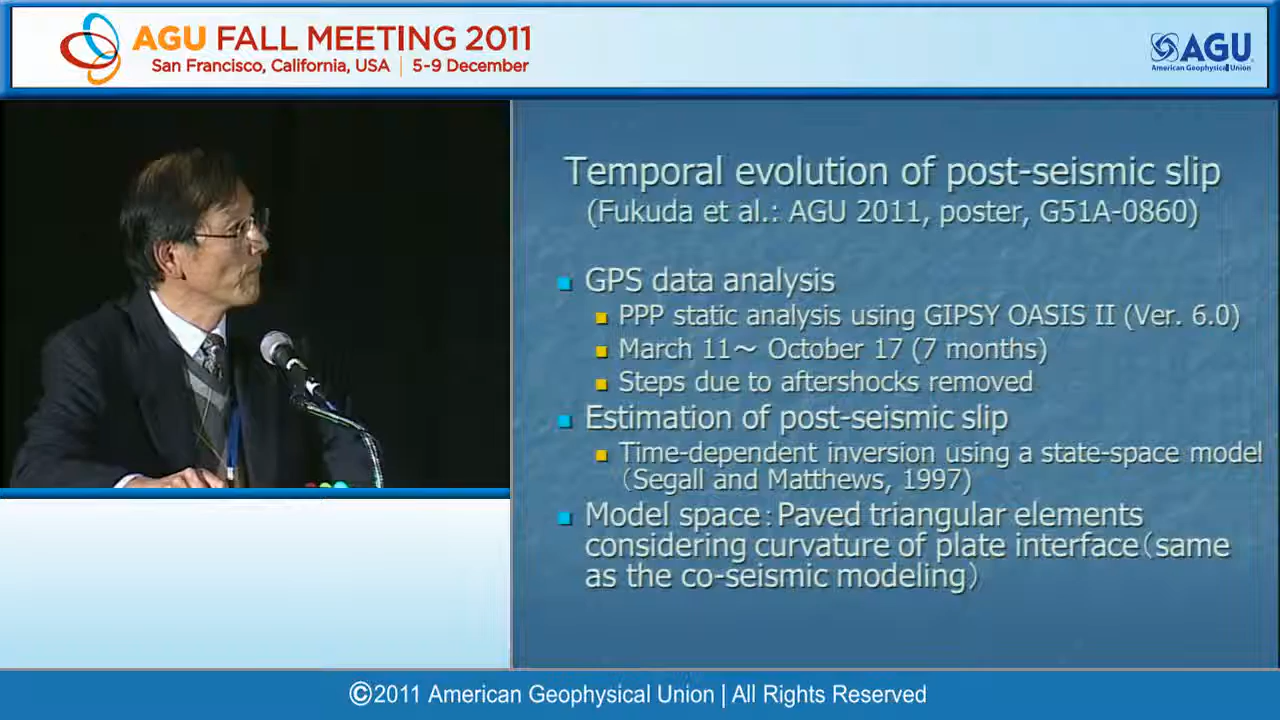 AGU FALL MEETING 2011
San Francisco, California, USA | 5-9 December
AGU
American Geophysical Union
Temporal evolution of post-seismic slip
(Fukuda et al.: AGU 2011, poster, G51A-0860)
GPS data analysis
PPP static analysis using GIPSY OASIS II (Ver. 6.0)
March 11～ October 17 (7 months)
Steps due to aftershocks removed
Estimation of post-seismic slip
Time-dependent inversion using a state-space model
（Segall and Matthews, 1997)
Model space：Paved triangular elements
considering curvature of plate interface（same
as the co-seismic modeling）
©2011 American Geophysical Union | All Rights Reserved